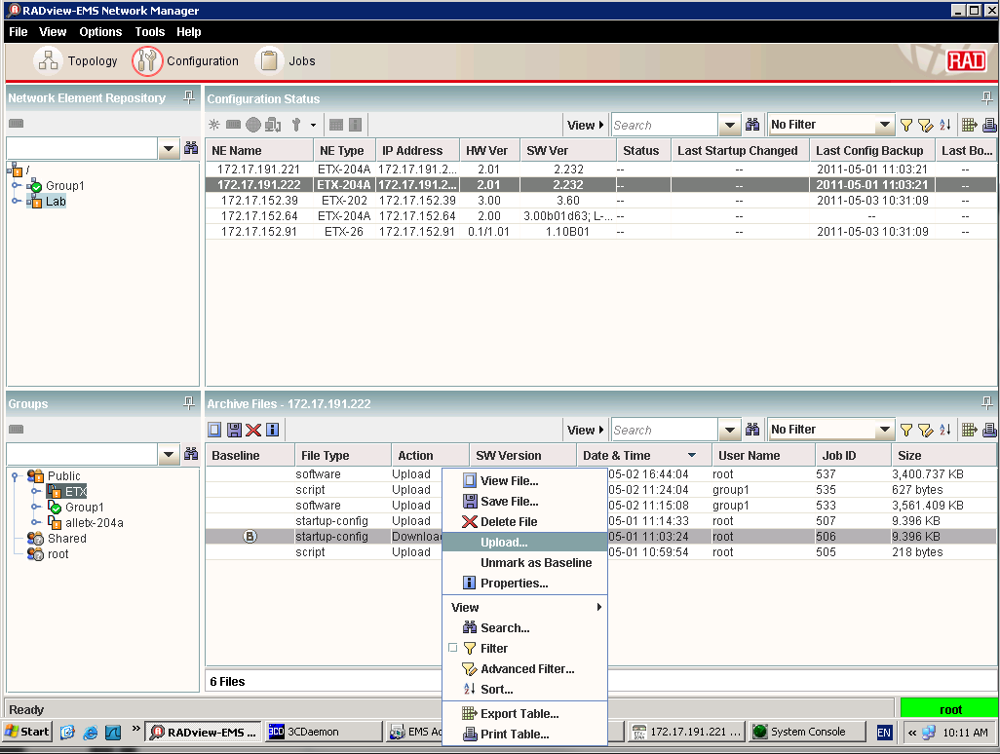 RADview-EMS Network Manager
File View Options Tools Help
Topology Configuration Jobs RAD
Network Element Repository
/
Group1
Lab
Configuration Status
View Search No Filter
NE Name NE Type IP Address HW Ver SW Ver Status Last Startup Changed Last Config Backup Last Bo...
172.17.191.221 ETX-204A 172.17.191.2... 2.01 2.232 -- -- 2011-05-01 11:03:21 --
172.17.191.222 ETX-204A 172.17.191.2... 2.01 2.232 -- -- 2011-05-01 11:03:21 --
172.17.152.39 ETX-202 172.17.152.39 3.00 3.60 -- -- 2011-05-03 10:31:09 --
172.17.152.64 ETX-204A 172.17.152.64 2.00 3.00b01d63; L-... -- -- -- --
172.17.152.91 ETX-26 172.17.152.91 0.1/1.01 1.10B01 -- -- 2011-05-03 10:31:09 --
Groups
Public
ETX
Group1
alletx-204a
Shared
root
Archive Files - 172.17.191.222
View Search No Filter
Baseline File Type Action SW Version Date & Time User Name Job ID Size
software Upload 05-02 16:44:04 root 537 3,400.737 KB
script Upload 05-02 11:24:04 group1 535 627 bytes
software Upload 05-02 11:15:08 group1 533 3,561.409 KB
startup-config Upload 05-01 11:14:33 root 507 9.396 KB
B startup-config Download 05-01 11:03:24 root 506 9.396 KB
script Upload 05-01 10:59:54 root 505 218 bytes
View File...
Save File...
Delete File
Upload...
Unmark as Baseline
Properties...
View
Search...
Filter
Advanced Filter...
Sort...
Export Table...
Print Table...
6 Files
Ready root
Start » RADview-EMS ... 3CDaemon EMS Ac 172.17.191.221 ... System Console EN « 10:11 AM